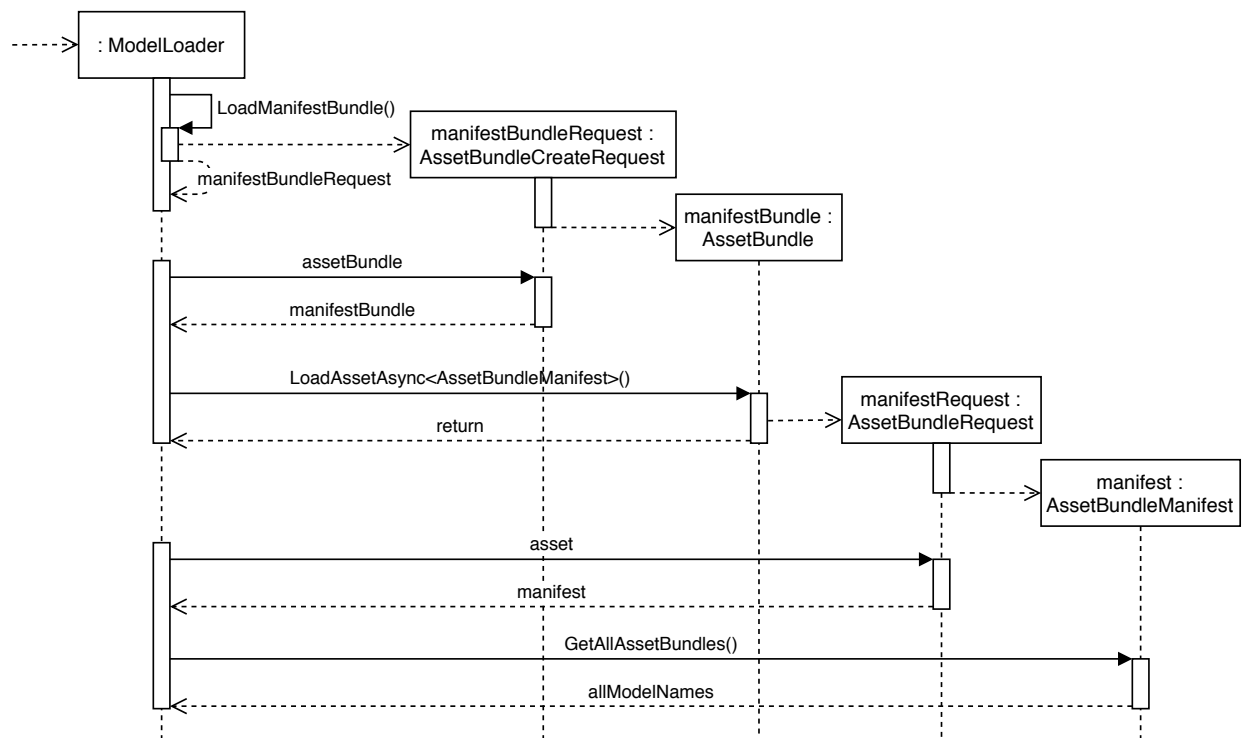 : ModelLoader
LoadManifestBundle()
manifestBundleRequest :
AssetBundleCreateRequest
manifestBundleRequest
manifestBundle :
AssetBundle
assetBundle
manifestBundle
LoadAssetAsync<AssetBundleManifest>()
manifestRequest :
AssetBundleRequest
return
manifest :
AssetBundleManifest
asset
manifest
GetAllAssetBundles()
allModelNames